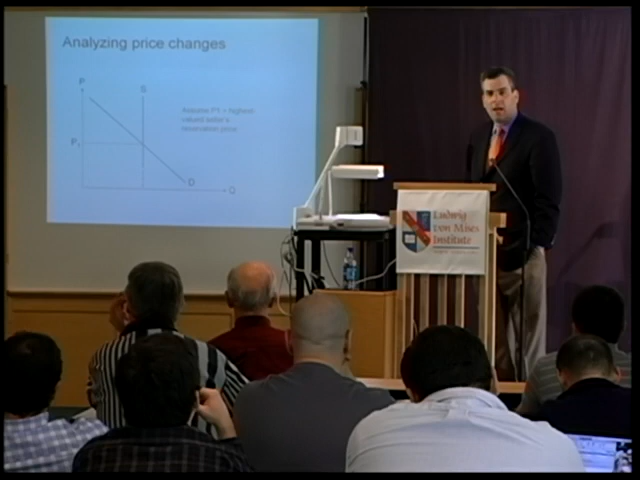 Analyzing price changes
P
S
Assume P1 = highest
valued seller's
reservation price
P1
D
Q
Ludwig
von Mises
Institute